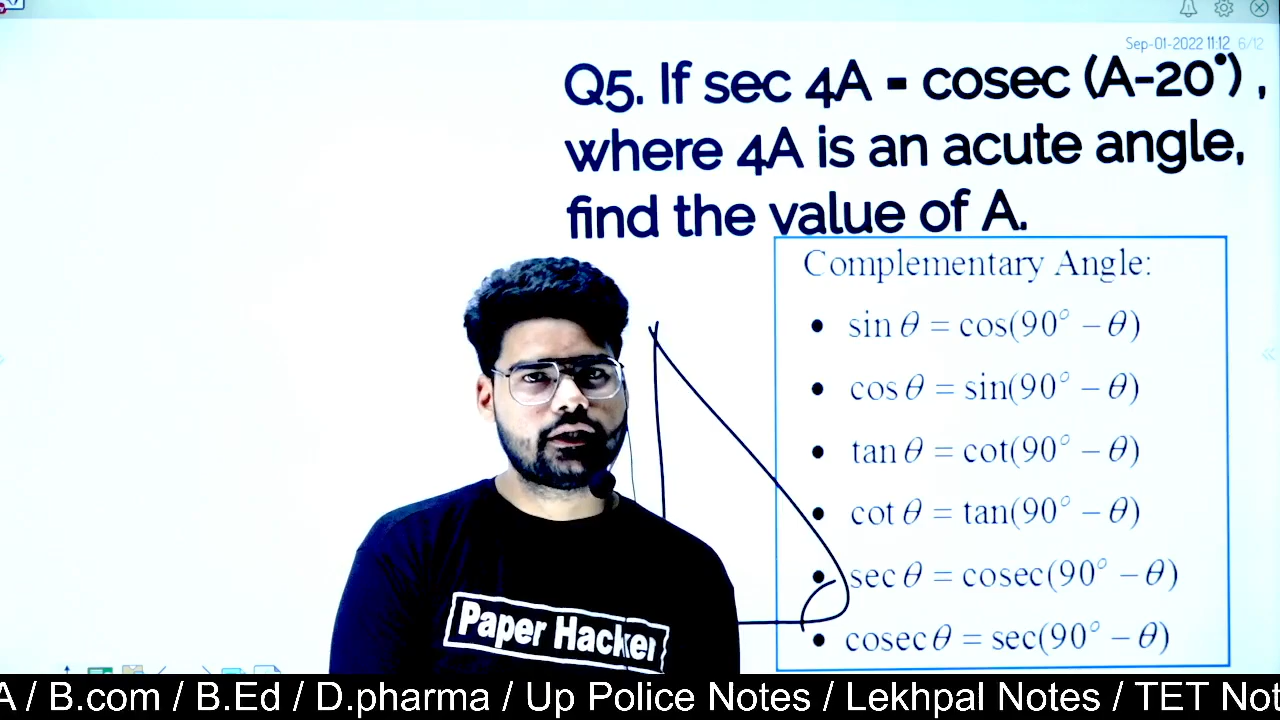 Sep-01-2022 11:12 6/12
Q5. If sec 4A = cosec (A-20°) ,
where 4A is an acute angle,
find the value of A.
Complementary Angle:
• sin θ = cos(90° – θ)
• cos θ = sin(90° – θ)
• tan θ = cot(90° – θ)
• cot θ = tan(90° – θ)
• sec θ = cosec(90° – θ)
• cosec θ = sec(90° – θ)
Paper Hacker
A / B.com / B.Ed / D.pharma / Up Police Notes / Lekhpal Notes / TET Not